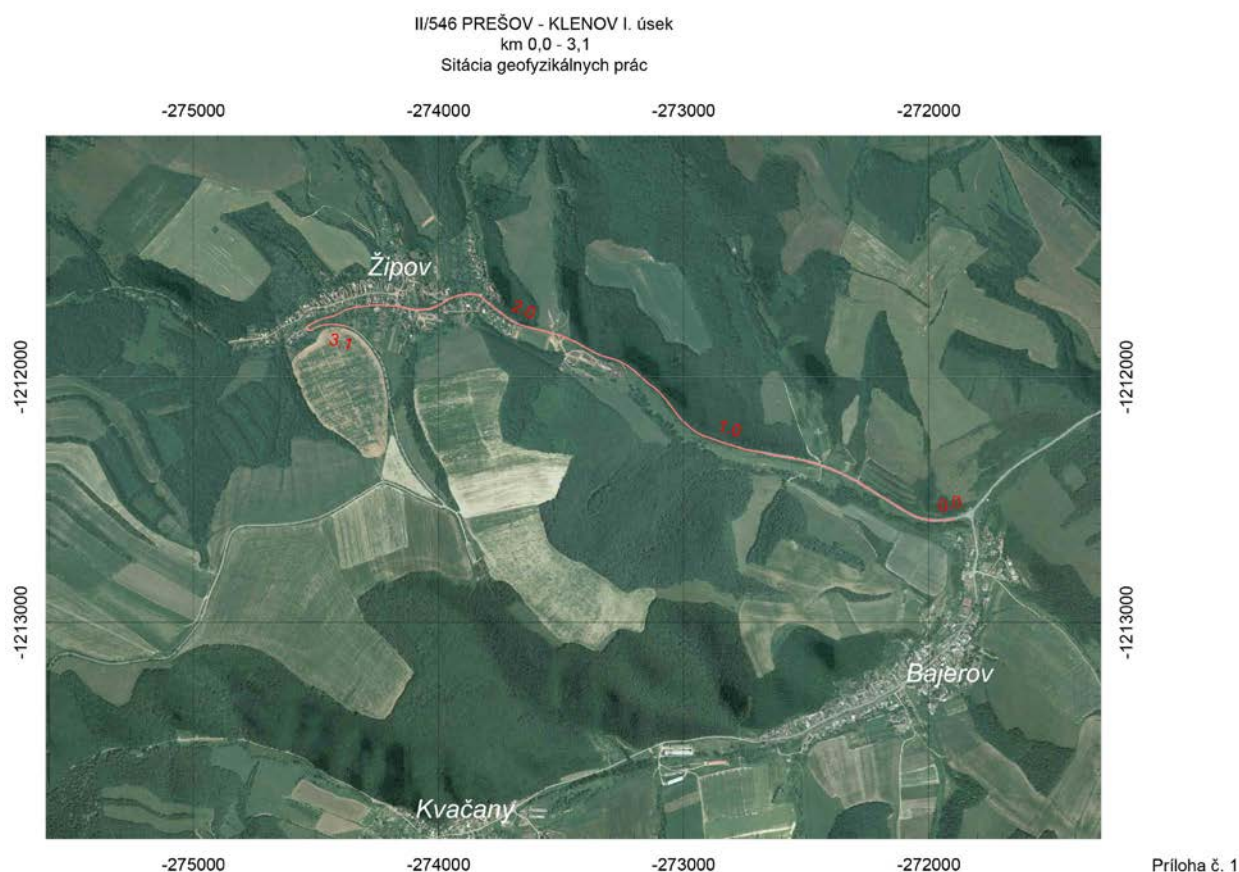 II/546 PREŠOV - KLENOV I. úsek
km 0,0 - 3,1
Sitácia geofyzikálnych prác
-275000 -274000 -273000 -272000
Žipov
2,0
3,1
-1212000 -1212000
1,0
0,0
-1213000 -1213000
Bajerov
Kvačany
-275000 -274000 -273000 -272000
Príloha č. 1